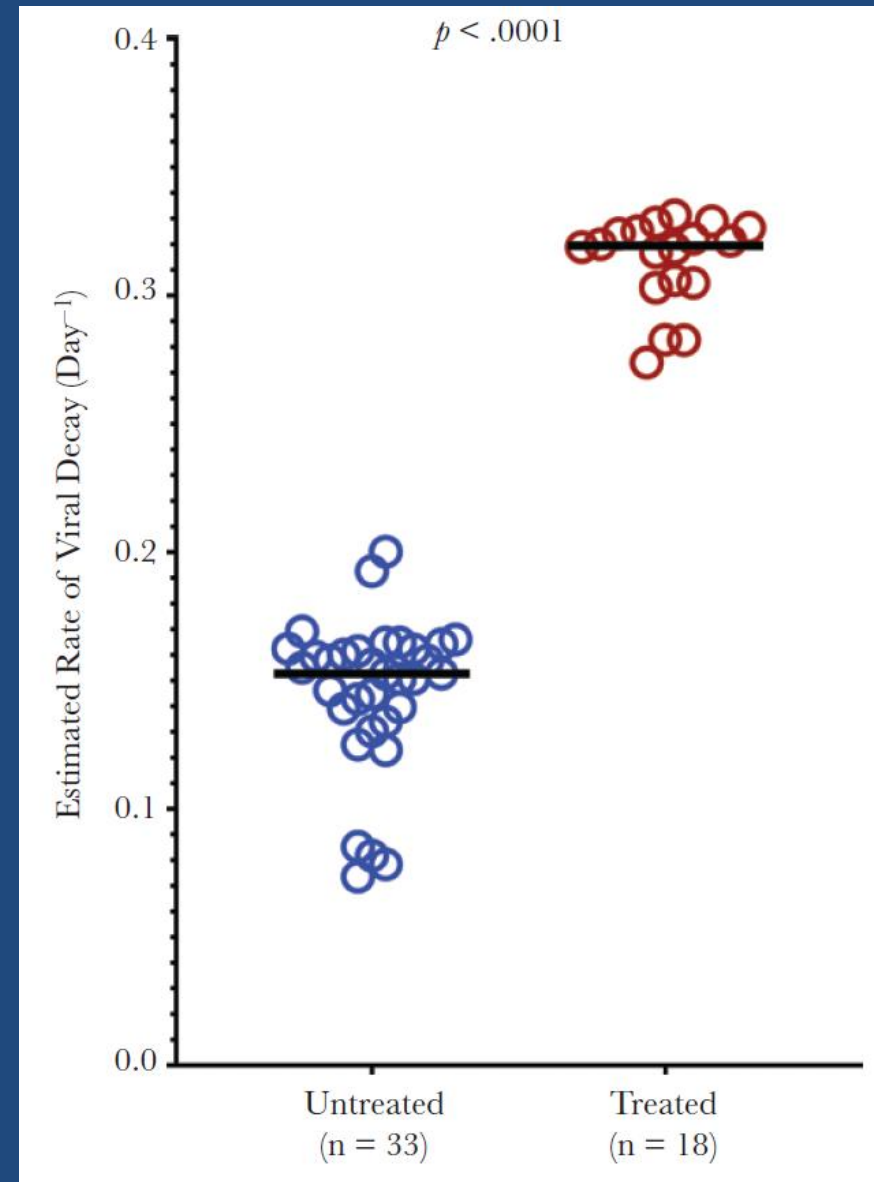 p < .0001
0.4
0.3
0.2
0.1
0.0
Estimated Rate of Viral Decay (Day⁻¹)
Untreated
(n = 33)
Treated
(n = 18)